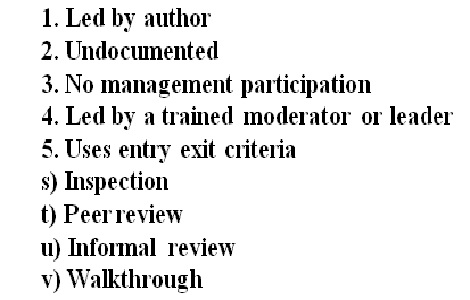 1. Led by author
2. Undocumented
3. No management participation
4. Led by a trained moderator or leader
5. Uses entry exit criteria
s) Inspection
t) Peer review
u) Informal review
v) Walkthrough